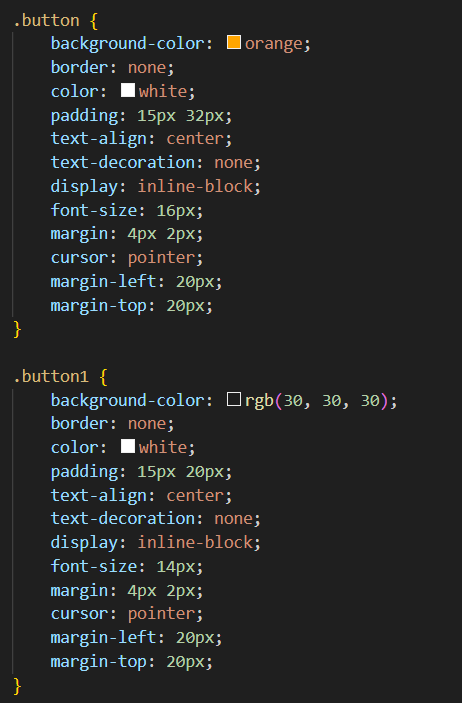 .button {
    background-color: orange;
    border: none;
    color: white;
    padding: 15px 32px;
    text-align: center;
    text-decoration: none;
    display: inline-block;
    font-size: 16px;
    margin: 4px 2px;
    cursor: pointer;
    margin-left: 20px;
    margin-top: 20px;
}

.button1 {
    background-color: rgb(30, 30, 30);
    border: none;
    color: white;
    padding: 15px 20px;
    text-align: center;
    text-decoration: none;
    display: inline-block;
    font-size: 14px;
    margin: 4px 2px;
    cursor: pointer;
    margin-left: 20px;
    margin-top: 20px;
}